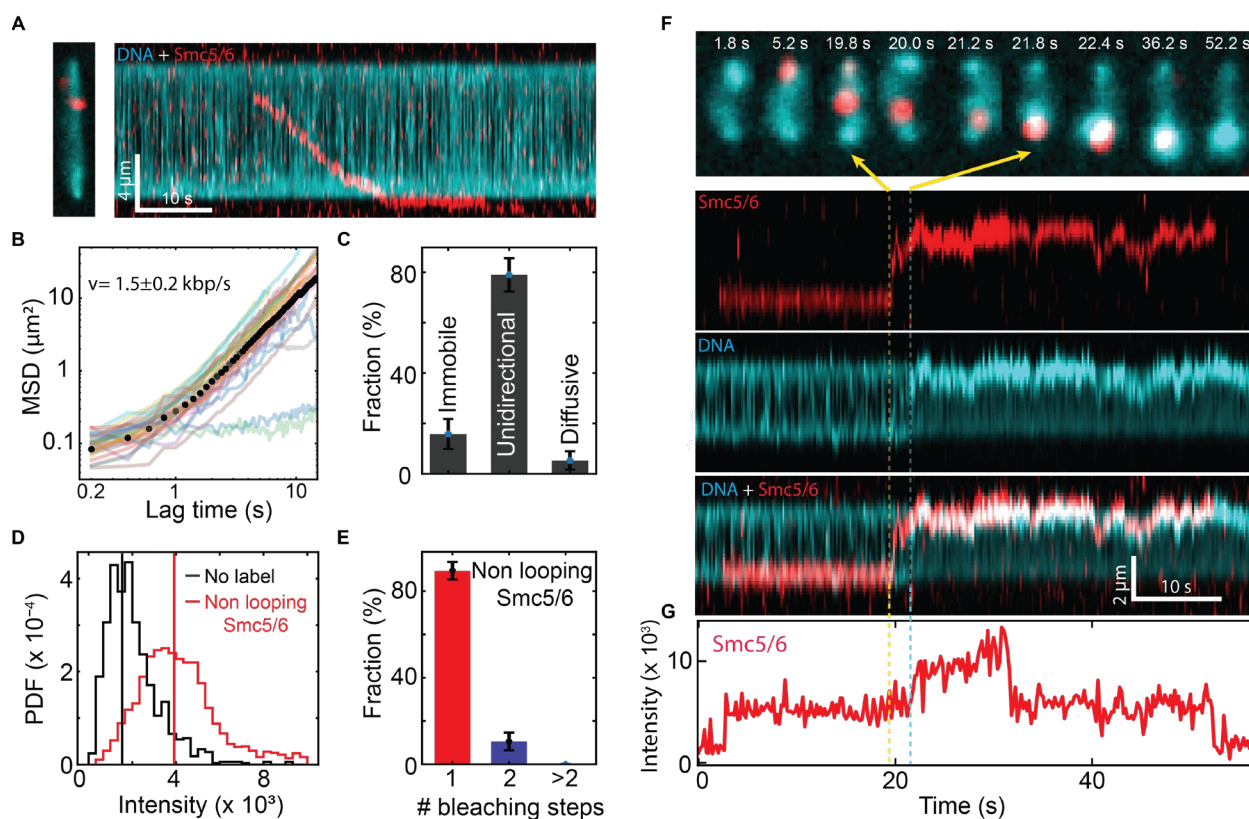 A
DNA + Smc5/6
4 µm
10 s
B
v= 1.5±0.2 kbp/s
MSD (µm²)
10
1
0.1
0.2
1
10
Lag time (s)
C
Fraction (%)
80
40
0
Immobile
Unidirectional
Diffusive
D
PDF (x 10⁻⁴)
4
2
0
No label
Non looping
Smc5/6
0
4
8
Intensity (x 10³)
E
Fraction (%)
80
40
0
Non looping
Smc5/6
1
2
>2
# bleaching steps
F
1.8 s 5.2 s 19.8 s 20.0 s 21.2 s 21.8 s 22.4 s 36.2 s 52.2 s
Smc5/6
DNA
DNA + Smc5/6
2 µm
10 s
G
Smc5/6
Intensity (x 10³)
10
0
0
20
40
Time (s)